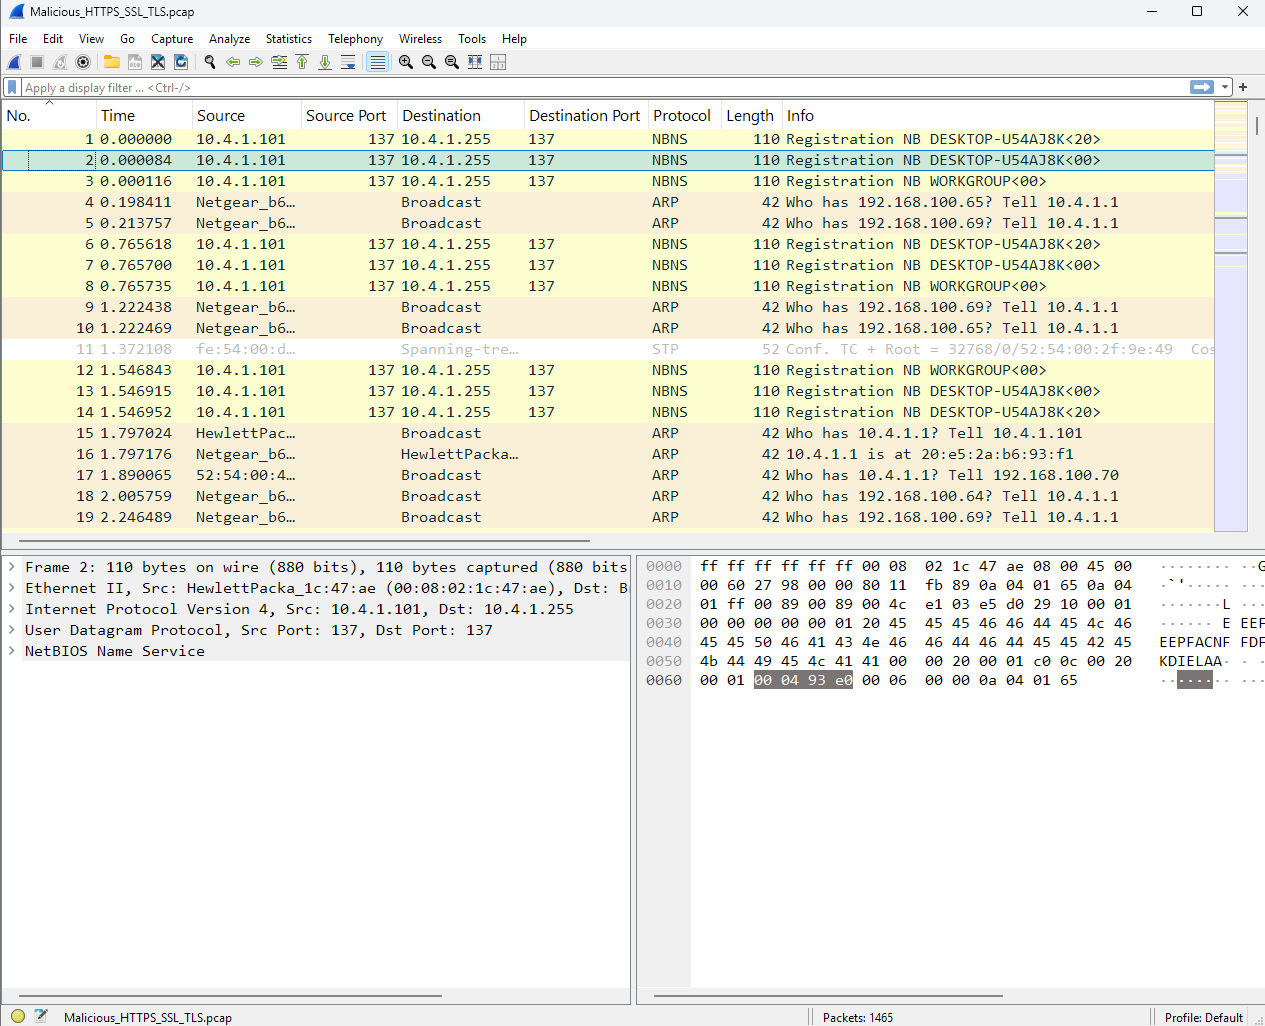 Malicious_HTTPS_SSL_TLS.pcap
File Edit View Go Capture Analyze Statistics Telephony Wireless Tools Help
Apply a display filter ... <Ctrl-/>
No. Time Source Source Port Destination Destination Port Protocol Length Info
1 0.000000 10.4.1.101 137 10.4.1.255 137 NBNS 110 Registration NB DESKTOP-U54AJ8K<20>
2 0.000084 10.4.1.101 137 10.4.1.255 137 NBNS 110 Registration NB DESKTOP-U54AJ8K<00>
3 0.000116 10.4.1.101 137 10.4.1.255 137 NBNS 110 Registration NB WORKGROUP<00>
4 0.198411 Netgear_b6… Broadcast ARP 42 Who has 192.168.100.65? Tell 10.4.1.1
5 0.213757 Netgear_b6… Broadcast ARP 42 Who has 192.168.100.69? Tell 10.4.1.1
6 0.765618 10.4.1.101 137 10.4.1.255 137 NBNS 110 Registration NB DESKTOP-U54AJ8K<20>
7 0.765700 10.4.1.101 137 10.4.1.255 137 NBNS 110 Registration NB DESKTOP-U54AJ8K<00>
8 0.765735 10.4.1.101 137 10.4.1.255 137 NBNS 110 Registration NB WORKGROUP<00>
9 1.222438 Netgear_b6… Broadcast ARP 42 Who has 192.168.100.69? Tell 10.4.1.1
10 1.222469 Netgear_b6… Broadcast ARP 42 Who has 192.168.100.65? Tell 10.4.1.1
11 1.372108 fe:54:00:d… Spanning-tre… STP 52 Conf. TC + Root = 32768/0/52:54:00:2f:9e:49 Cos
12 1.546843 10.4.1.101 137 10.4.1.255 137 NBNS 110 Registration NB WORKGROUP<00>
13 1.546915 10.4.1.101 137 10.4.1.255 137 NBNS 110 Registration NB DESKTOP-U54AJ8K<00>
14 1.546952 10.4.1.101 137 10.4.1.255 137 NBNS 110 Registration NB DESKTOP-U54AJ8K<20>
15 1.797024 HewlettPac… Broadcast ARP 42 Who has 10.4.1.1? Tell 10.4.1.101
16 1.797176 Netgear_b6… HewlettPacka… ARP 42 10.4.1.1 is at 20:e5:2a:b6:93:f1
17 1.890065 52:54:00:4… Broadcast ARP 42 Who has 10.4.1.1? Tell 192.168.100.70
18 2.005759 Netgear_b6… Broadcast ARP 42 Who has 192.168.100.64? Tell 10.4.1.1
19 2.246489 Netgear_b6… Broadcast ARP 42 Who has 192.168.100.69? Tell 10.4.1.1
Frame 2: 110 bytes on wire (880 bits), 110 bytes captured (880 bits
Ethernet II, Src: HewlettPacka_1c:47:ae (00:08:02:1c:47:ae), Dst: B
Internet Protocol Version 4, Src: 10.4.1.101, Dst: 10.4.1.255
User Datagram Protocol, Src Port: 137, Dst Port: 137
NetBIOS Name Service
0000 ff ff ff ff ff ff 00 08 02 1c 47 ae 08 00 45 00 ········ ··G
0010 00 60 27 98 00 00 80 11 fb 89 0a 04 01 65 0a 04 ·`'····· ····
0020 01 ff 00 89 00 89 00 4c e1 03 e5 d0 29 10 00 01 ·······L ····
0030 00 00 00 00 00 01 20 45 45 45 46 46 44 45 4c 46 ······ E EEF
0040 45 45 50 46 41 43 4e 46 46 44 46 44 45 45 42 45 EEPFACNF FDF
0050 4b 44 49 45 4c 41 41 00 00 20 00 01 c0 0c 00 20 KDIELAA· · ··
0060 00 01 00 04 93 e0 00 06 00 00 0a 04 01 65 ········ ····
Malicious_HTTPS_SSL_TLS.pcap
Packets: 1465
Profile: Default